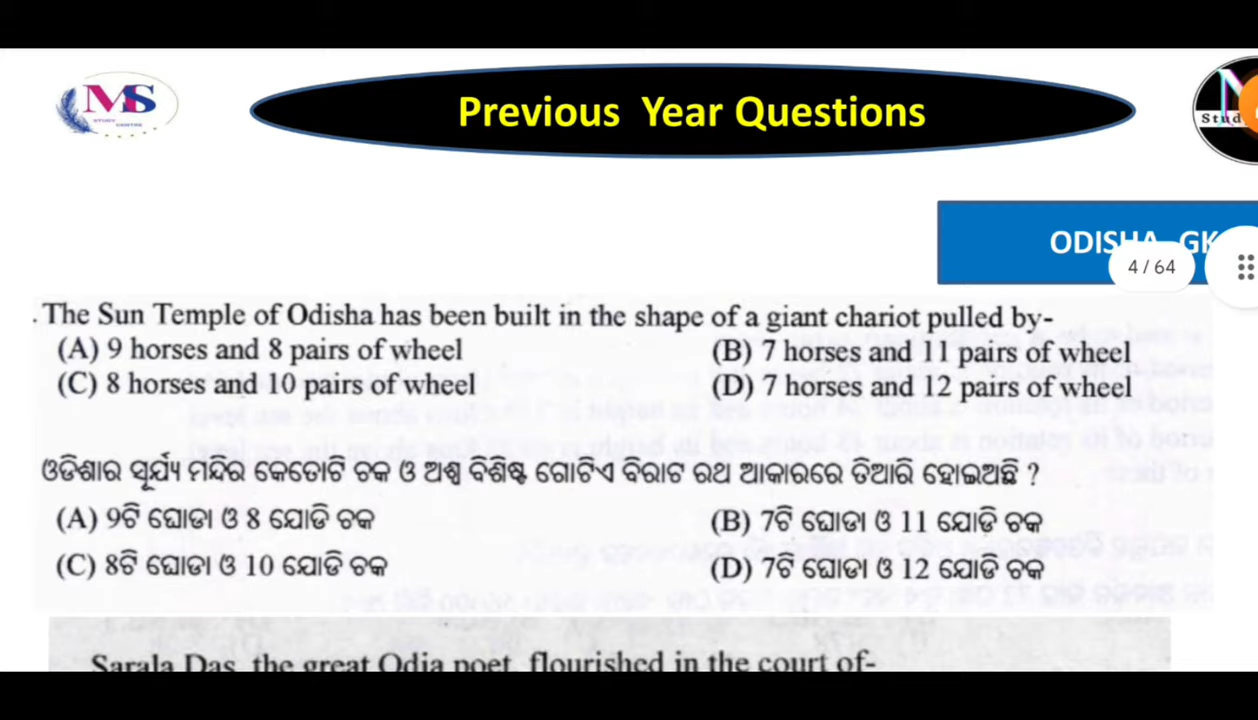 MS
STUDY CENTRE
Previous Year Questions
Stud
ODISHA GK
4 / 64
. The Sun Temple of Odisha has been built in the shape of a giant chariot pulled by-
(A) 9 horses and 8 pairs of wheel (B) 7 horses and 11 pairs of wheel
(C) 8 horses and 10 pairs of wheel (D) 7 horses and 12 pairs of wheel
ଓଡିଶାର ସୂର୍ଯ୍ୟ ମନ୍ଦିର କେତୋଟି ଚକ ଓ ଅଶ୍ବ ବିଶିଷ୍ଟ ଗୋଟିଏ ବିରାଟ ରଥ ଆକାରରେ ତିଆରି ହୋଇଅଛି ?
(A) 9ଟି ଘୋଡା ଓ 8 ଯୋଡି ଚକ (B) 7ଟି ଘୋଡା ଓ 11 ଯୋଡ଼ି ଚକ
(C) 8ଟି ଘୋଡା ଓ 10 ଯୋଡି ଚକ (D) 7ଟି ଘୋଡା ଓ 12 ଯୋଡି ଚକ
Sarala Das, the great Odia poet, flourished in the court of-